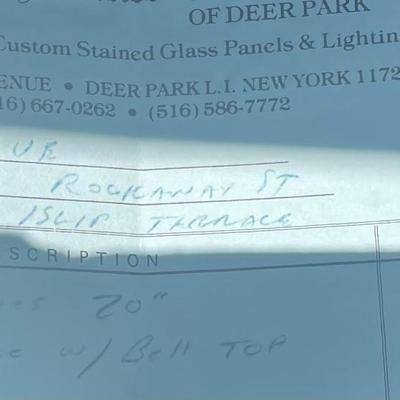 OF DEER PARK
Custom Stained Glass Panels & Lightin
ENUE • DEER PARK L.I. NEW YORK 1172
16) 667-0262 • (516) 586-7772
UE
ROCKAWAY ST
ISLIP TERRACE
SCRIPTION
20"
w/ Bell TOP